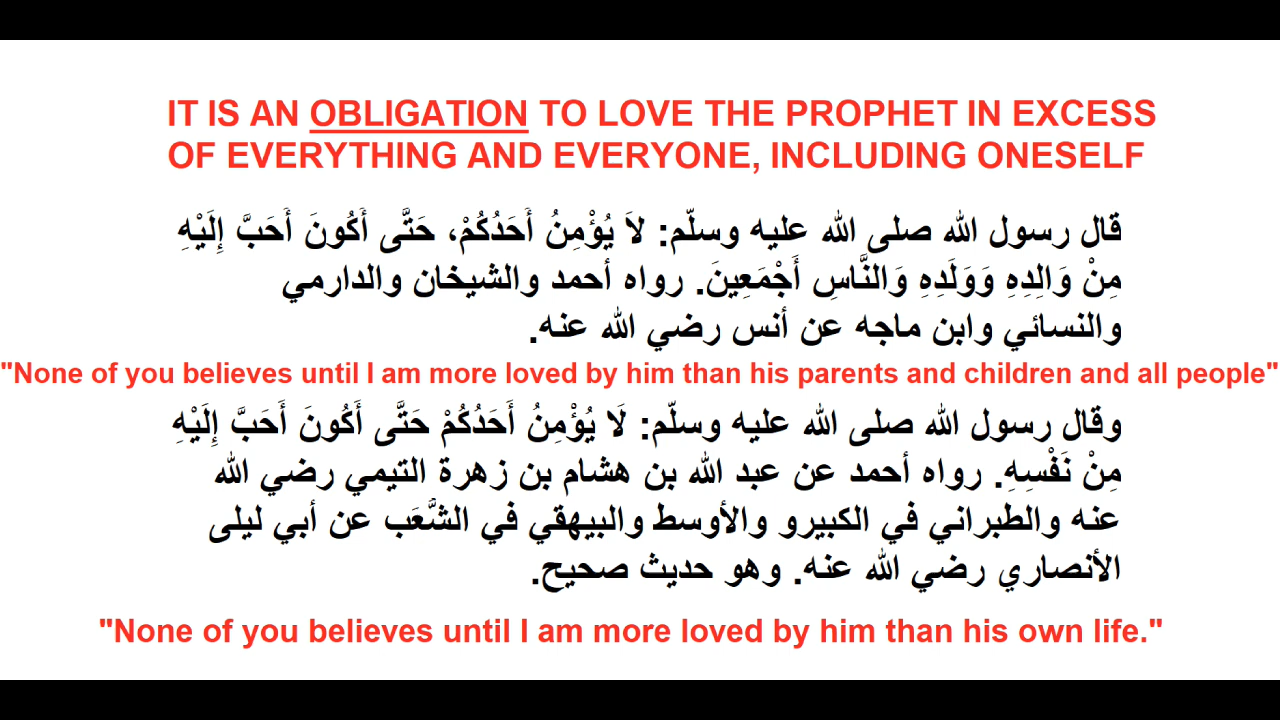 IT IS AN OBLIGATION TO LOVE THE PROPHET IN EXCESS
OF EVERYTHING AND EVERYONE, INCLUDING ONESELF
قال رسول الله صلى الله عليه وسلّم: لاَ يُؤْمِنُ أَحَدُكُمْ، حَتَّى أَكُونَ أَحَبَّ إِلَيْهِ
مِنْ وَالِدِهِ وَوَلَدِهِ وَالنَّاسِ أَجْمَعِينَ. رواه أحمد والشيخان والدارمي
والنسائي وابن ماجه عن أنس رضي الله عنه.
"None of you believes until I am more loved by him than his parents and children and all people"
وقال رسول الله صلى الله عليه وسلّم: لَا يُؤْمِنُ أَحَدُكُمْ حَتَّى أَكُونَ أَحَبَّ إِلَيْهِ
مِنْ نَفْسِهِ. رواه أحمد عن عبد الله بن هشام بن زهرة التيمي رضي الله
عنه والطبراني في الكبيرو والأوسط والبيهقي في الشُّعَب عن أبي ليلى
الأنصاري رضي الله عنه. وهو حديث صحيح.
"None of you believes until I am more loved by him than his own life."